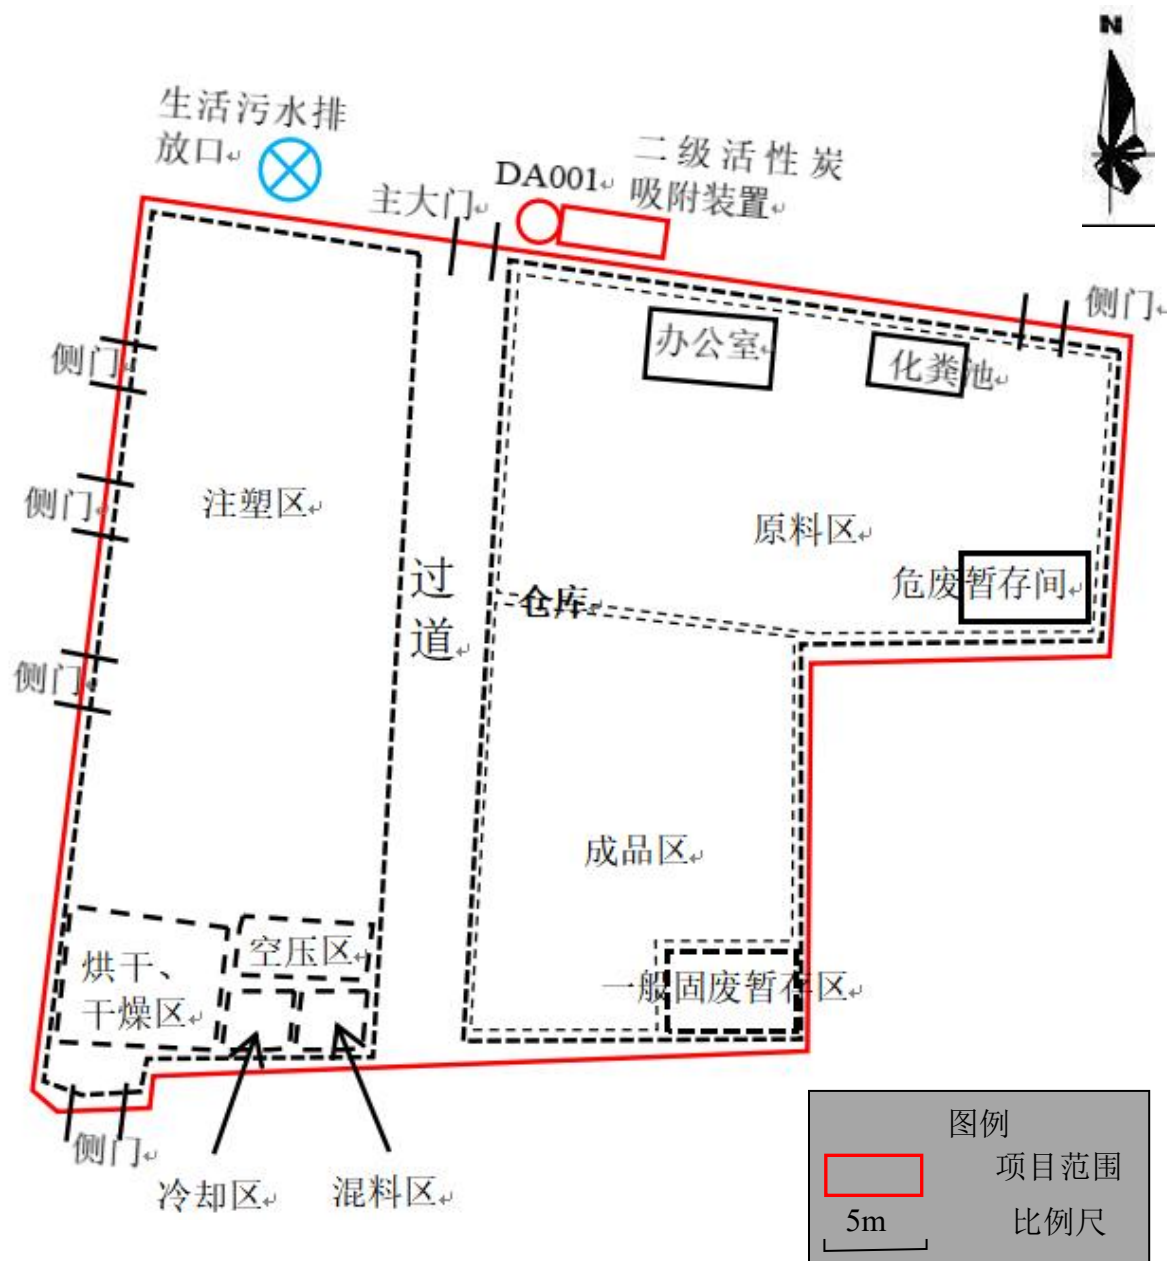 N
生活污水排
放口
二级活性炭
吸附装置
DA001
主大门
侧门
办公室
化粪池
侧门
侧门
注塑区
原料区
过
道
危废暂存间
仓库
侧门
成品区
空压区
烘干、
干燥区
一般固废暂存区
侧门
冷却区
混料区
图例
项目范围
5m
比例尺